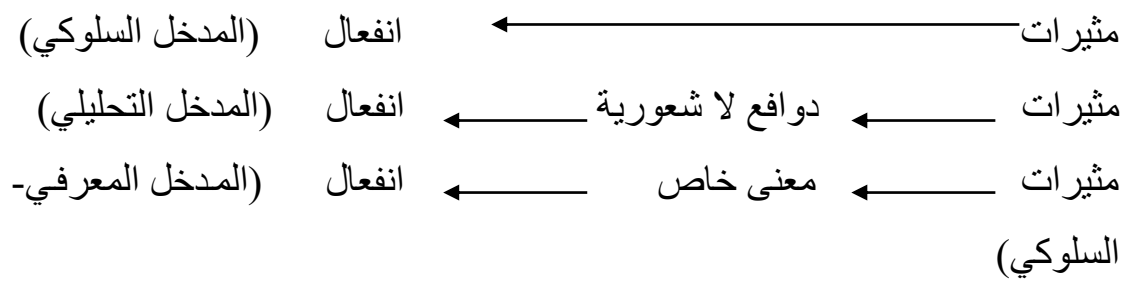 مثيرات انفعال (المدخل السلوكي)
مثيرات دوافع لا شعورية انفعال (المدخل التحليلي)
مثيرات معنى خاص انفعال (المدخل المعرفي-
السلوكي)